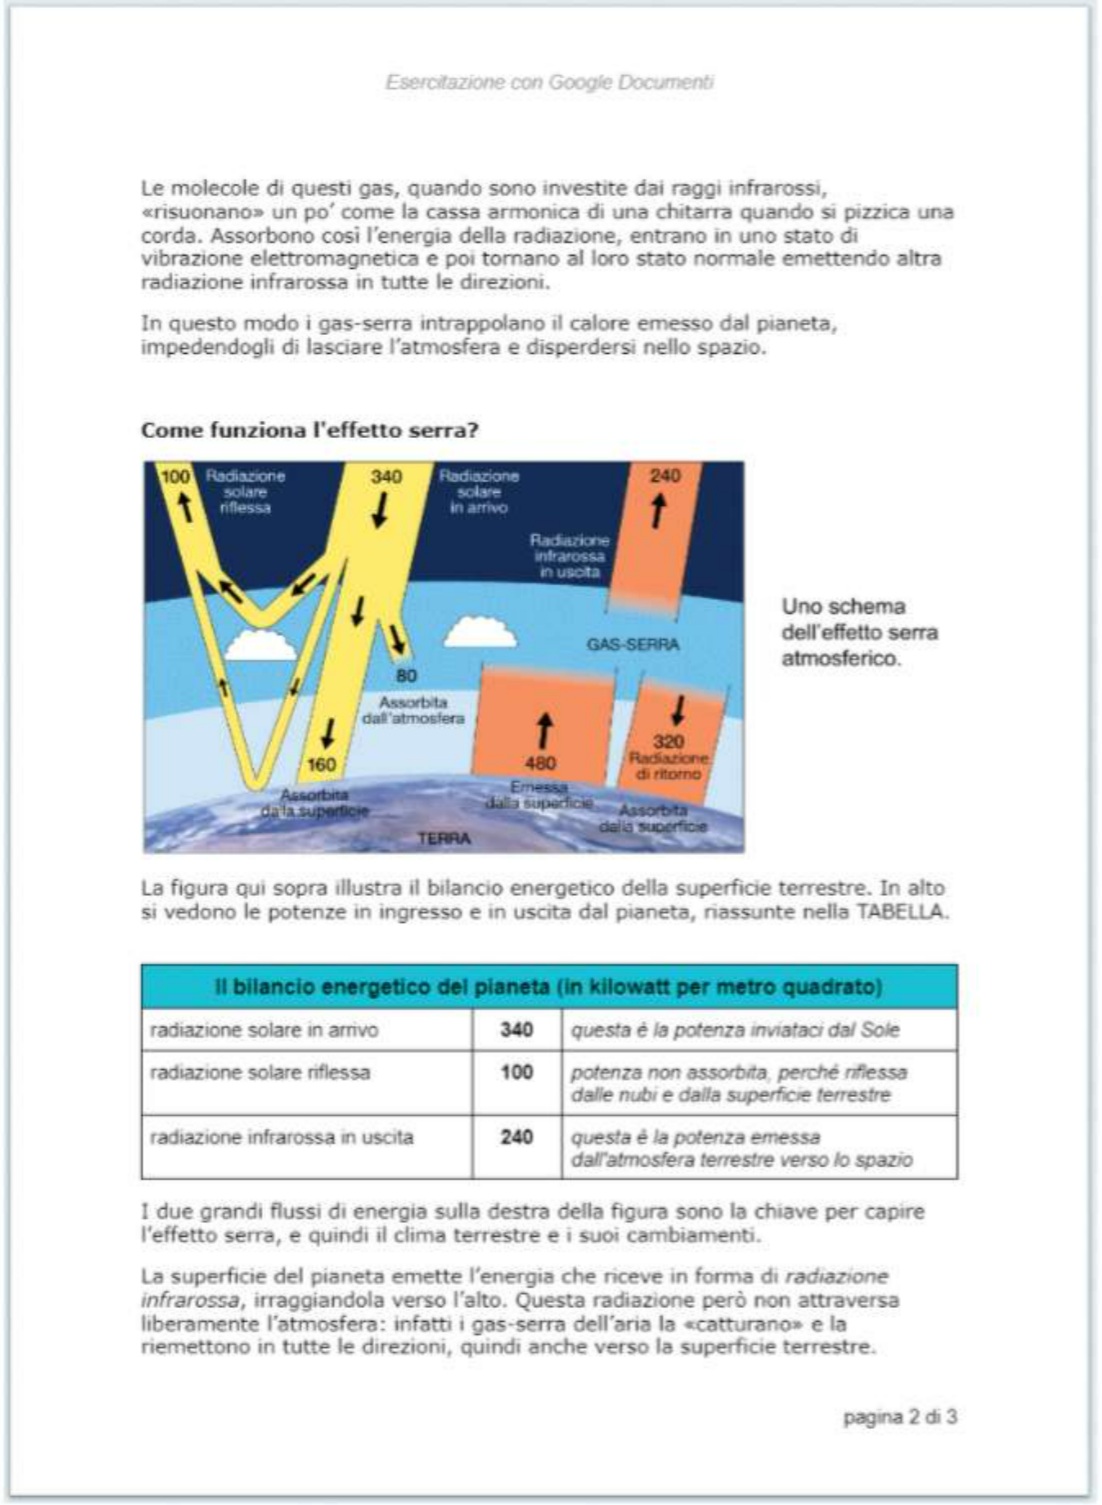 Esercitazione con Google Documenti
Le molecole di questi gas, quando sono investite dai raggi infrarossi,
«risuonano» un po’ come la cassa armonica di una chitarra quando si pizzica una
corda. Assorbono così l’energia della radiazione, entrano in uno stato di
vibrazione elettromagnetica e poi tornano al loro stato normale emettendo altra
radiazione infrarossa in tutte le direzioni.
In questo modo i gas-serra intrappolano il calore emesso dal pianeta,
impedendogli di lasciare l’atmosfera e disperdersi nello spazio.
Come funziona l'effetto serra?
100
Radiazione
solare
riflessa
340
Radiazione
solare
in arrivo
240
Radiazione
infrarossa
in uscita
GAS-SERRA
80
Assorbita
dall'atmosfera
160
Assorbita
dalla superficie
480
Emessa
dalla superficie
320
Radiazione
di ritorno
Assorbita
dalla superficie
TERRA
Uno schema
dell'effetto serra
atmosferico.
La figura qui sopra illustra il bilancio energetico della superficie terrestre. In alto
si vedono le potenze in ingresso e in uscita dal pianeta, riassunte nella TABELLA.
Il bilancio energetico del pianeta (in kilowatt per metro quadrato)
radiazione solare in arrivo 340 questa è la potenza inviataci dal Sole
radiazione solare riflessa 100 potenza non assorbita, perché riflessa
dalle nubi e dalla superficie terrestre
radiazione infrarossa in uscita 240 questa è la potenza emessa
dall'atmosfera terrestre verso lo spazio
I due grandi flussi di energia sulla destra della figura sono la chiave per capire
l’effetto serra, e quindi il clima terrestre e i suoi cambiamenti.
La superficie del pianeta emette l’energia che riceve in forma di radiazione
infrarossa, irraggiandola verso l’alto. Questa radiazione però non attraversa
liberamente l’atmosfera: infatti i gas-serra dell’aria la «catturano» e la
riemettono in tutte le direzioni, quindi anche verso la superficie terrestre.
pagina 2 di 3